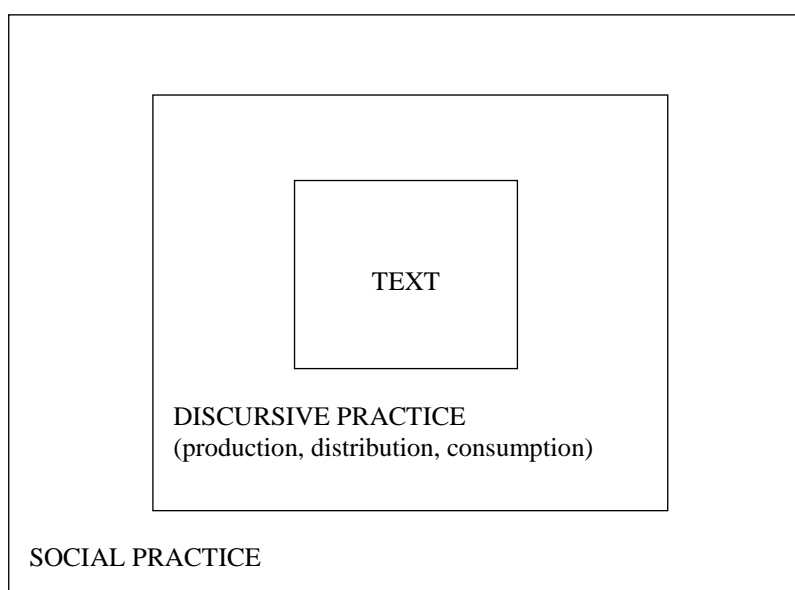 TEXT
DISCURSIVE PRACTICE
(production, distribution, consumption)
SOCIAL PRACTICE